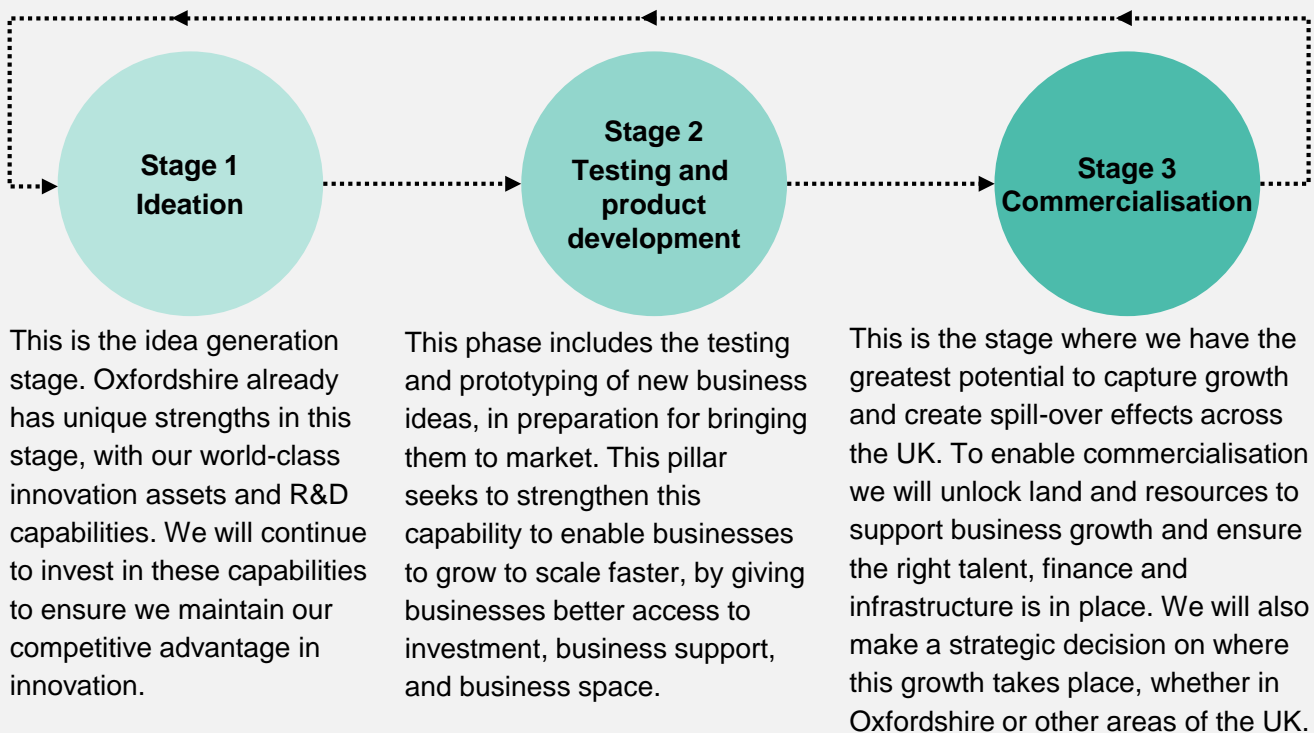 Stage 1
Ideation
Stage 2
Testing and
product
development
Stage 3
Commercialisation
This is the idea generation
stage. Oxfordshire already
has unique strengths in this
stage, with our world-class
innovation assets and R&D
capabilities. We will continue
to invest in these capabilities
to ensure we maintain our
competitive advantage in
innovation.
This phase includes the testing
and prototyping of new business
ideas, in preparation for bringing
them to market. This pillar
seeks to strengthen this
capability to enable businesses
to grow to scale faster, by giving
businesses better access to
investment, business support,
and business space.
This is the stage where we have the
greatest potential to capture growth
and create spill-over effects across
the UK. To enable commercialisation
we will unlock land and resources to
support business growth and ensure
the right talent, finance and
infrastructure is in place. We will also
make a strategic decision on where
this growth takes place, whether in
Oxfordshire or other areas of the UK.